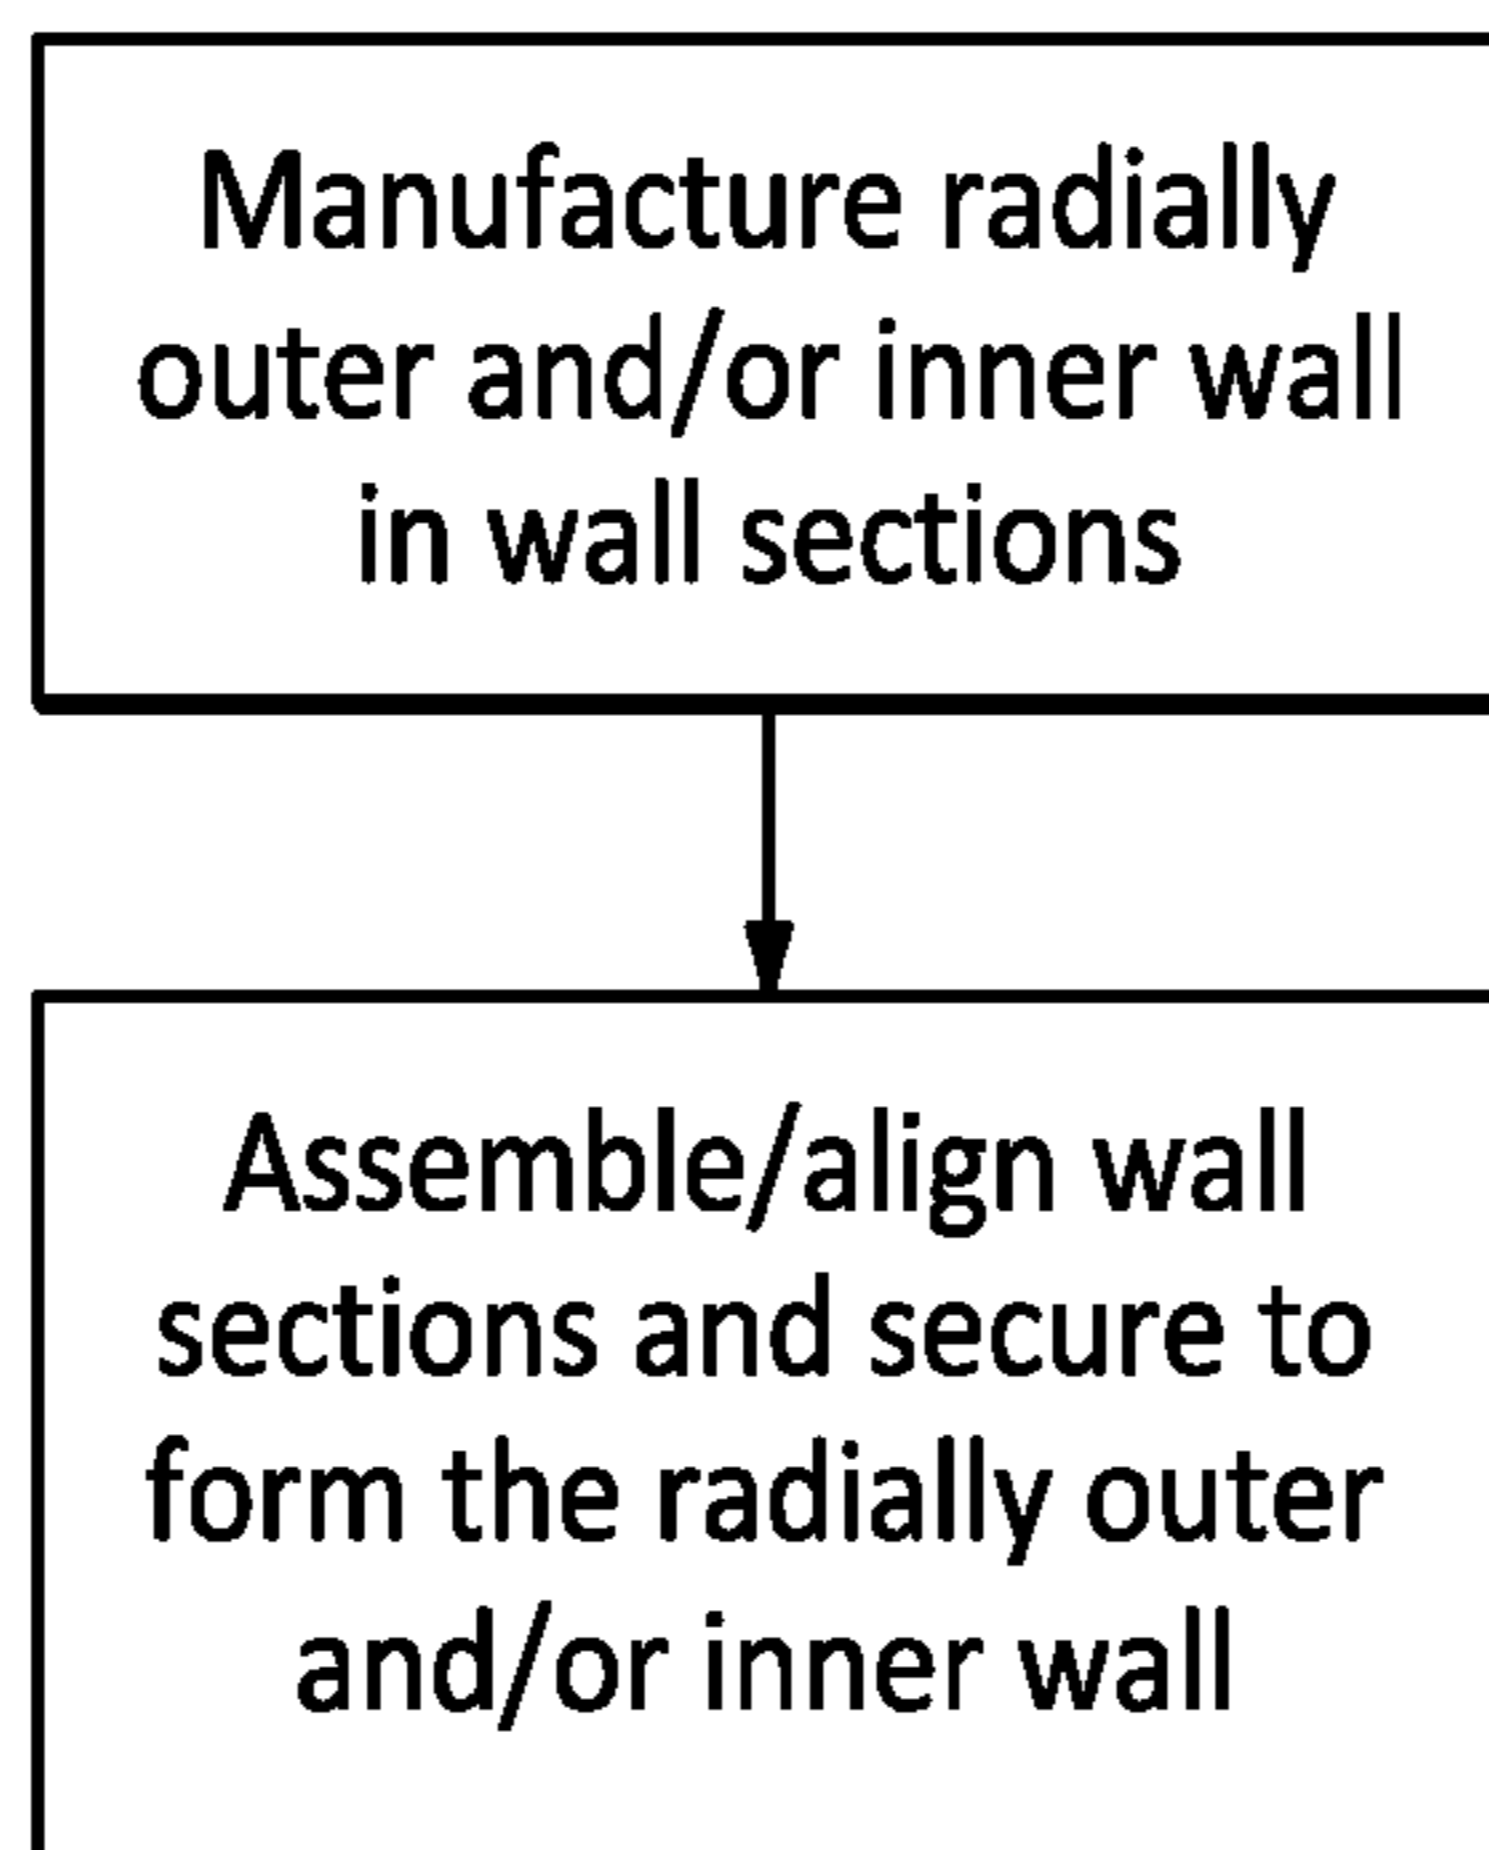 Manufacture radially
outer and/or inner wall
in wall sections
Assemble/align wall
sections and secure to
form the radially outer
and/or inner wall